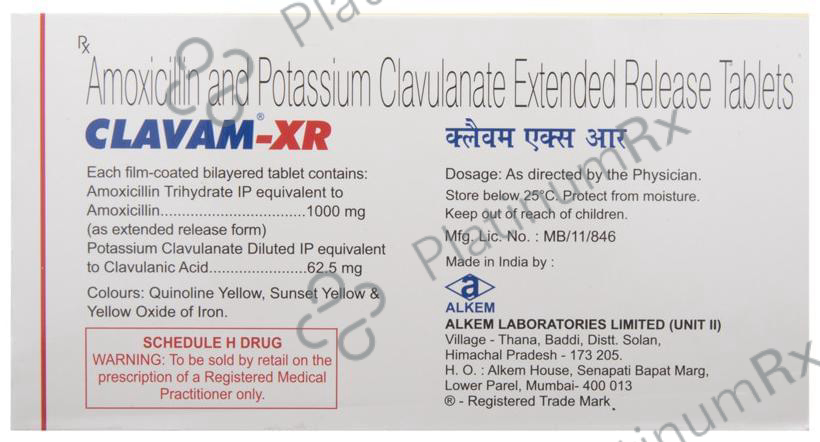 Rx
Amoxicillin and Potassium Clavulanate Extended Release Tablets
CLAVAM®-XR
Each film-coated bilayered tablet contains:
Amoxicillin Trihydrate IP equivalent to
Amoxicillin................................1000 mg
(as extended release form)
Potassium Clavulanate Diluted IP equivalent
to Clavulanic Acid......................62.5 mg
Colours: Quinoline Yellow, Sunset Yellow &
Yellow Oxide of Iron.
SCHEDULE H DRUG
WARNING: To be sold by retail on the
prescription of a Registered Medical
Practitioner only.
क्लैवम एक्स आर
Dosage: As directed by the Physician.
Store below 25°C. Protect from moisture.
Keep out of reach of children.
Mfg. Lic. No. : MB/11/846
Made in India by :
a
ALKEM
ALKEM LABORATORIES LIMITED (UNIT II)
Village - Thana, Baddi, Distt. Solan,
Himachal Pradesh - 173 205.
H. O. : Alkem House, Senapati Bapat Marg,
Lower Parel, Mumbai- 400 013
® - Registered Trade Mark
PlatinumRx